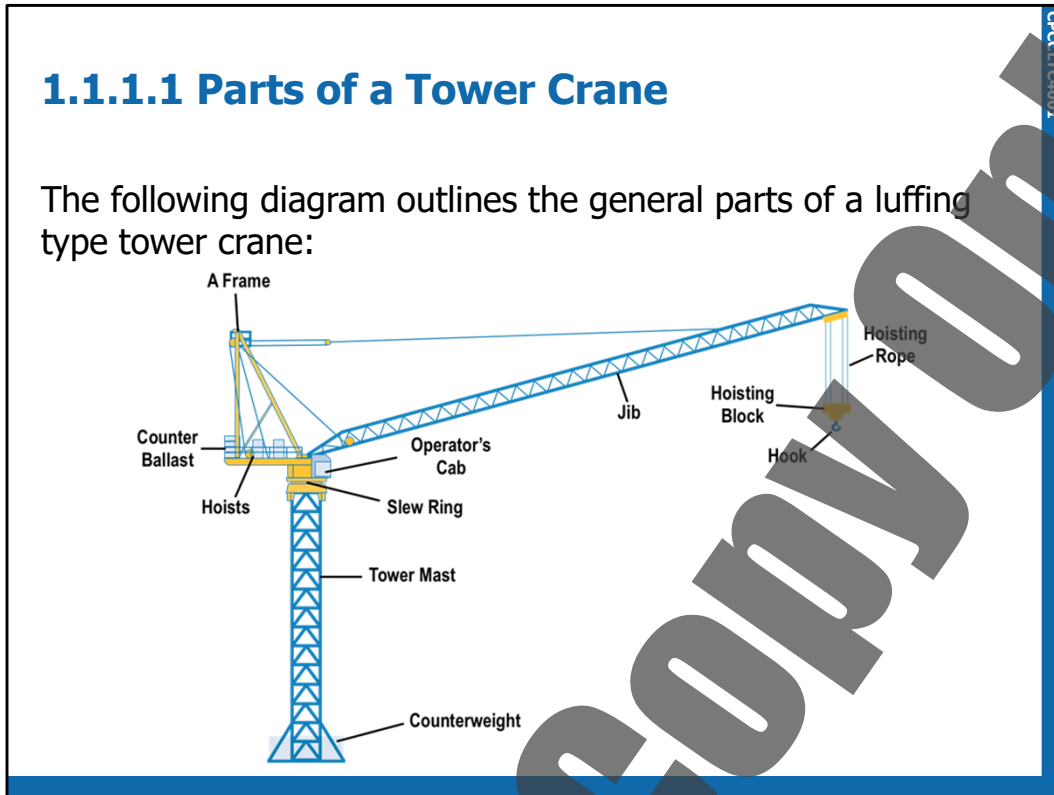 1.1.1.1 Parts of a Tower Crane
The following diagram outlines the general parts of a luffing
type tower crane:
A Frame
Hoisting
Rope
Jib
Hoisting
Block
Counter
Ballast
Operator's
Cab
Hook
Hoists
Slew Ring
Tower Mast
Counterweight
Copy